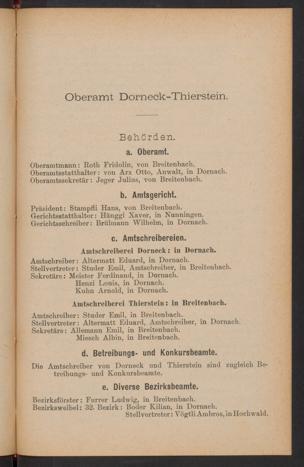 Oberamt Dorneck-Thierstein.
Behörden.
a. Oberamt.
Oberamtmann: Roth Fridolin, von Breitenbach.
Oberamtsstatthalter: von Arx Otto, Anwalt, in Dornach.
Oberamtssekretär: Jeger Julius, von Breitenbach.
b. Amtsgericht.
Präsident: Stampfli Hans, von Breitenbach.
Gerichtsstatthalter: Hänggi Xaver, in Nunningen.
Gerichtsschreiber: Brülmann Wilhelm, in Dornach.
c. Amtschreibereien.
Amtschreiberei Dorneck: in Dornach.
Amtschreiber: Altermatt Eduard, in Dornach.
Stellvertreter: Studer Emil, Amtschreiber, in Breitenbach.
Sekretäre: Meister Ferdinand, in Dornach.
Henzi Louis, in Dornach.
Kuhn Arnold, in Dornach.
Amtschreiberei Thierstein: in Breitenbach.
Amtschreiber: Studer Emil, in Breitenbach.
Stellvertreter: Altermatt Eduard, Amtschreiber, in Dornach.
Sekretäre: Allemann Emil, in Breitenbach.
Miesch Albin, in Breitenbach.
d. Betreibungs- und Konkursbeamte.
Die Amtschreiber von Dorneck und Thierstein sind zugleich Be-
treibungs- und Konkursbeamte.
e. Diverse Bezirksbeamte.
Bezirksförster: Furrer Ludwig, in Breitenbach.
Bezirksweibel: 32. Bezirk: Boder Kilian, in Dornach.
Stellvertreter: Vögtli Ambros, in Hochwald.